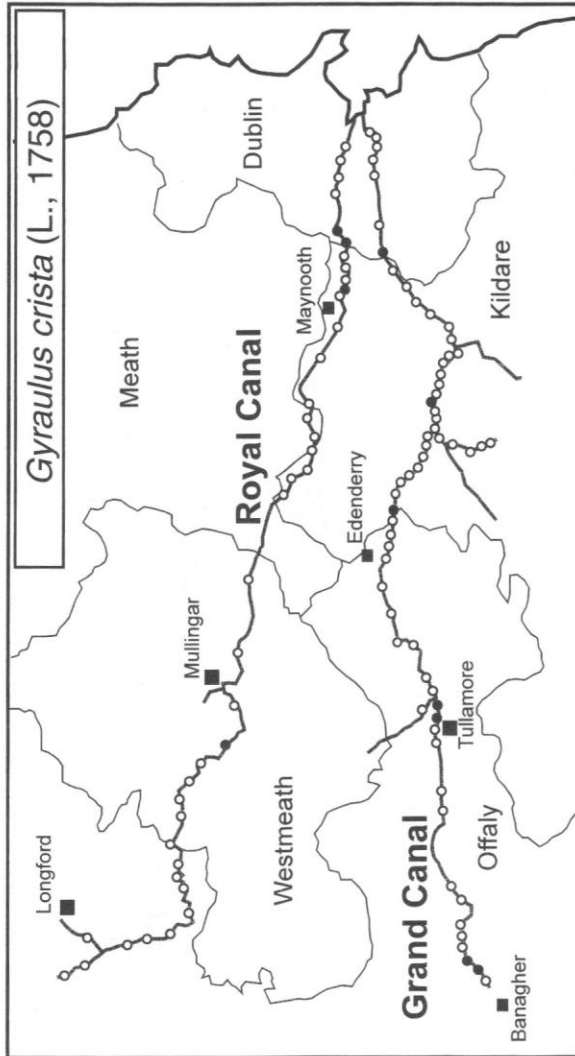 Gyraulus crista (L., 1758)
Longford
Mullingar
Meath
Dublin
Royal Canal
Maynooth
Westmeath
Edenderry
Kildare
Grand Canal
Tullamore
Offaly
Banagher